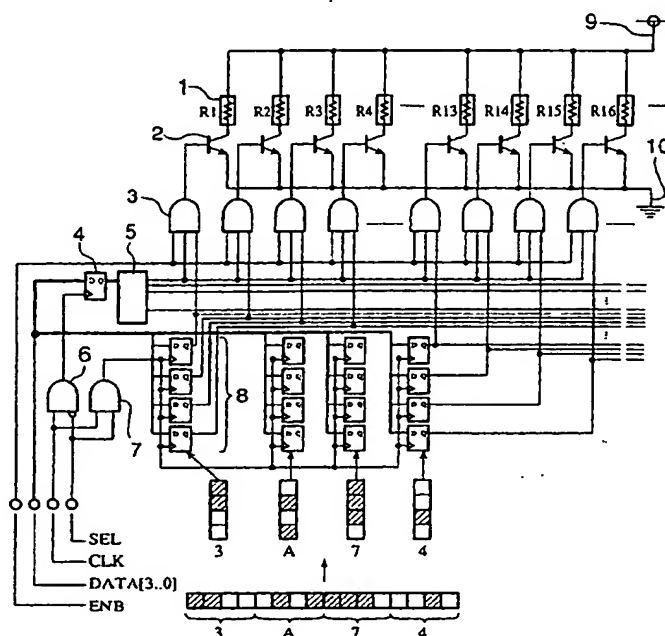 9
1
R1 R2 R3 R4 R13 R14 R15 R16
2
10
3
4 5
6
7
8
3 A 7 4
SEL
CLK
DATA[3..0]
ENB
3 A 7 4